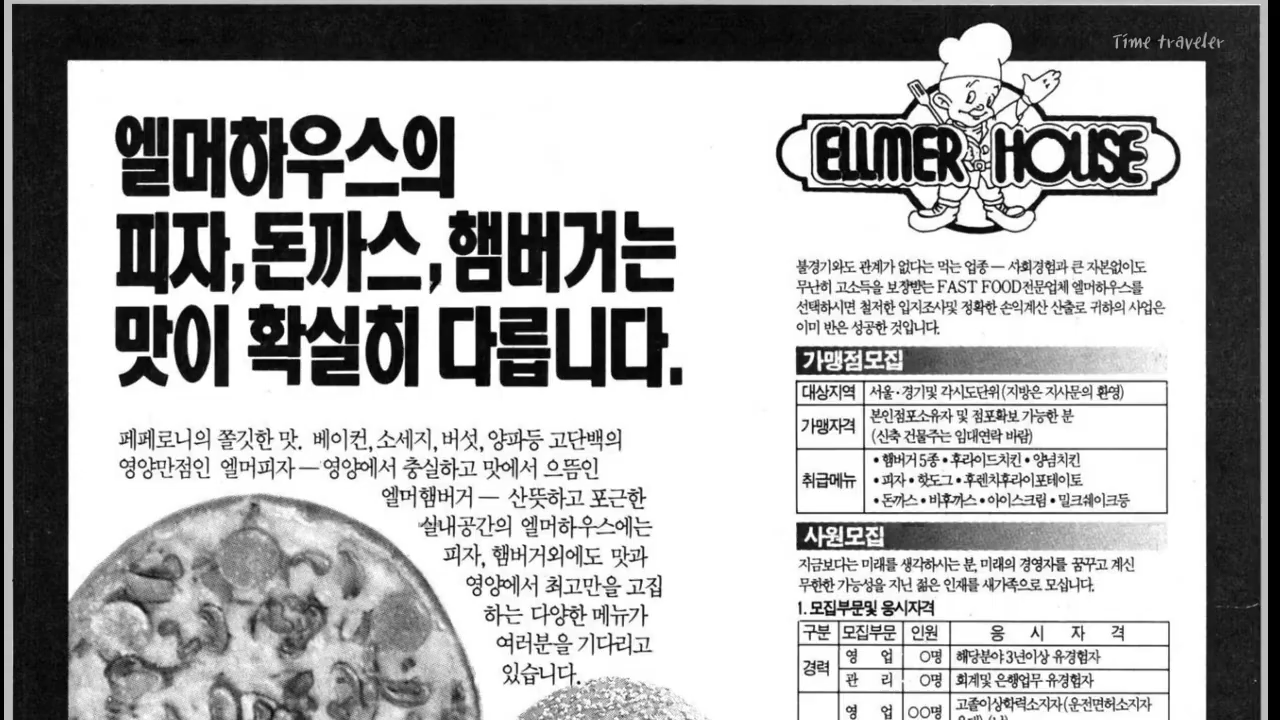 Time traveler
엘머하우스의
피자, 돈까스, 햄버거는
맛이 확실히 다릅니다.
페페로니의 쫄깃한 맛. 베이컨, 소세지, 버섯, 양파등 고단백의
영양만점인 엘머피자 — 영양에서 충실하고 맛에서 으뜸인
엘머햄버거 — 산뜻하고 포근한
실내공간의 엘머하우스에는
피자, 햄버거외에도 맛과
영양에서 최고만을 고집
하는 다양한 메뉴가
여러분을 기다리고
있습니다.
ELLMER HOUSE
불경기와도 관계가 없다는 먹는 업종 — 사회경험과 큰 자본없이도
무난히 고소득을 보장받는 FAST FOOD전문업체 엘머하우스를
선택하시면 철저한 입지조사및 정확한 손익계산 산출로 귀하의 사업은
이미 반은 성공한 것입니다.
가맹점모집
대상지역 서울·경기및 각시도단위(지방은 지사문의 환영)
가맹자격 본인점포소유자 및 점포확보 가능한 분
(신축 건물주는 임대연락 바람)
•햄버거5종•후라이드치킨•양념치킨
취급메뉴 •피자•핫도그•후렌치후라이포테이토
•돈까스•비후까스•아이스크림•밀크쉐이크등
사원모집
지금보다는 미래를 생각하시는 분, 미래의 경영자를 꿈꾸고 계신
무한한 가능성을 지닌 젊은 인재를 새가족으로 모십니다.
1. 모집부문및 응시자격
구분 모집부문 인원 응시자격
경력 영업 ○명 해당분야3년이상 유경험자
관리 ○명 회계및 은행업무 유경험자
영업 ○○명 고졸이상학력소지자(운전면허소지자